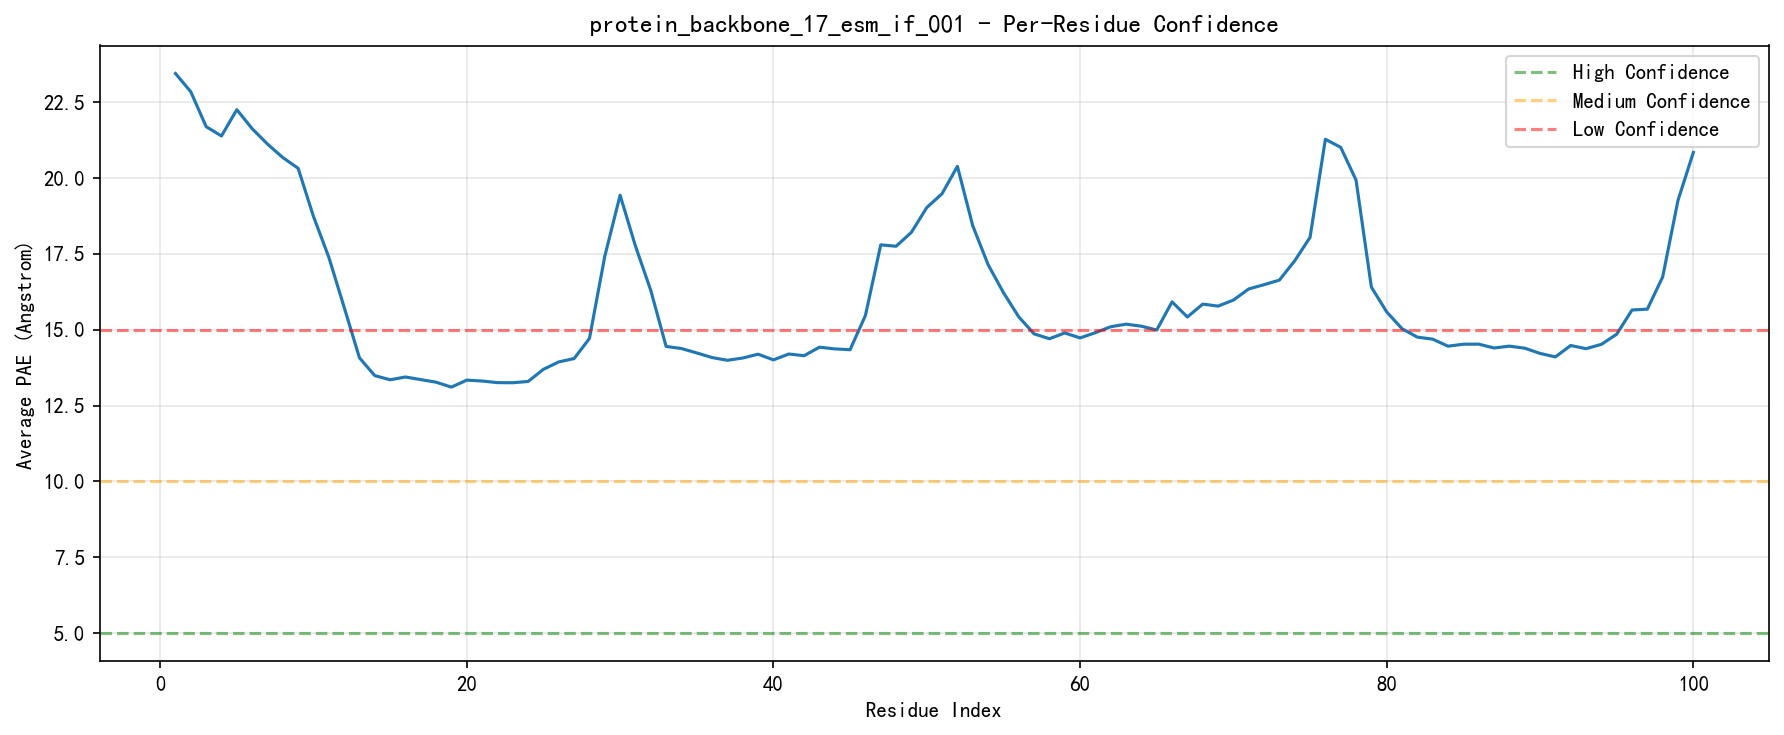 protein_backbone_17_esm_if_001 - Per-Residue Confidence
High Confidence
Medium Confidence
Low Confidence
22.5
20.0
17.5
15.0
12.5
10.0
7.5
5.0
Average PAE (Angstrom)
0 20 40 60 80 100
Residue Index